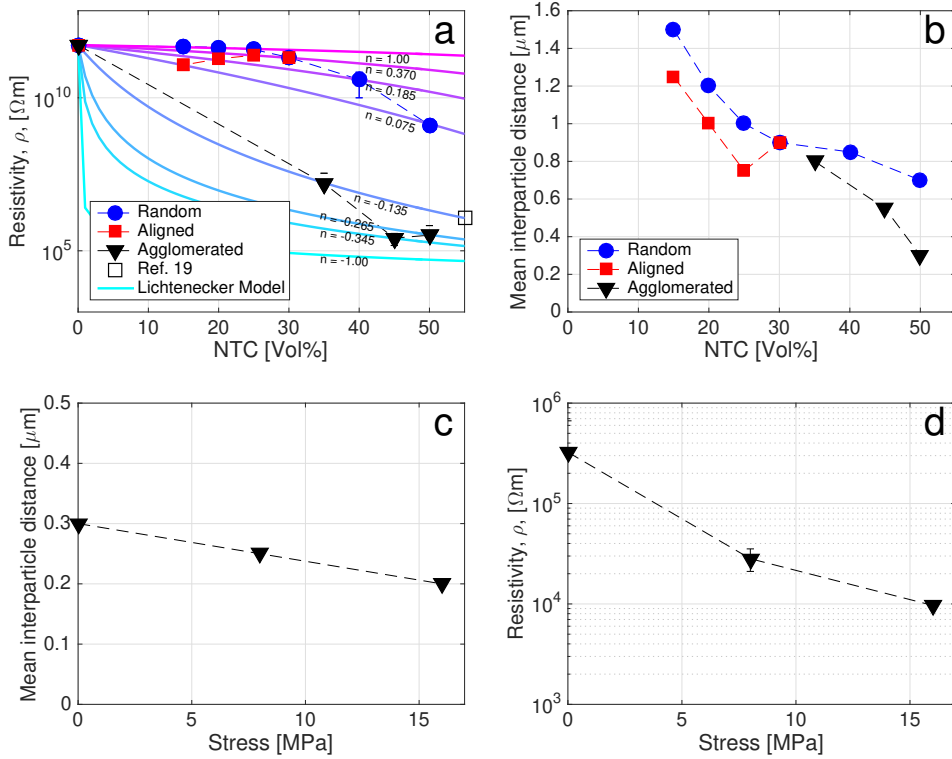 a
Resistivity, ρ, [Ωm]
10^10
10^5
n = 1.00
n = 0.370
n = 0.185
n = 0.075
n = -0.135
n = 0.265
n = -0.345
n = -1.00
Random
Aligned
Agglomerated
Ref. 19
Lichtenecker Model
0 10 20 30 40 50
NTC [Vol%]
b
Mean interparticle distance [μm]
1.6
1.4
1.2
1
0.8
0.6
0.4
0.2
0
Random
Aligned
Agglomerated
0 10 20 30 40 50
NTC [Vol%]
c
Mean interparticle distance [μm]
0.5
0.4
0.3
0.2
0.1
0
0 5 10 15
Stress [MPa]
d
Resistivity, ρ, [Ωm]
10^6
10^5
10^4
10^3
0 5 10 15
Stress [MPa]